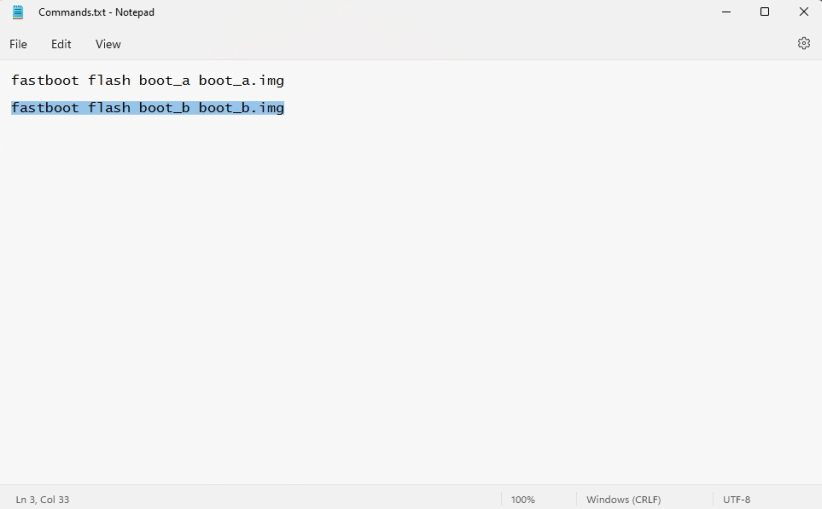 Commands.txt - Notepad
File Edit View
fastboot flash boot_a boot_a.img
fastboot flash boot_b boot_b.img
Ln 3, Col 33 100% Windows (CRLF) UTF-8